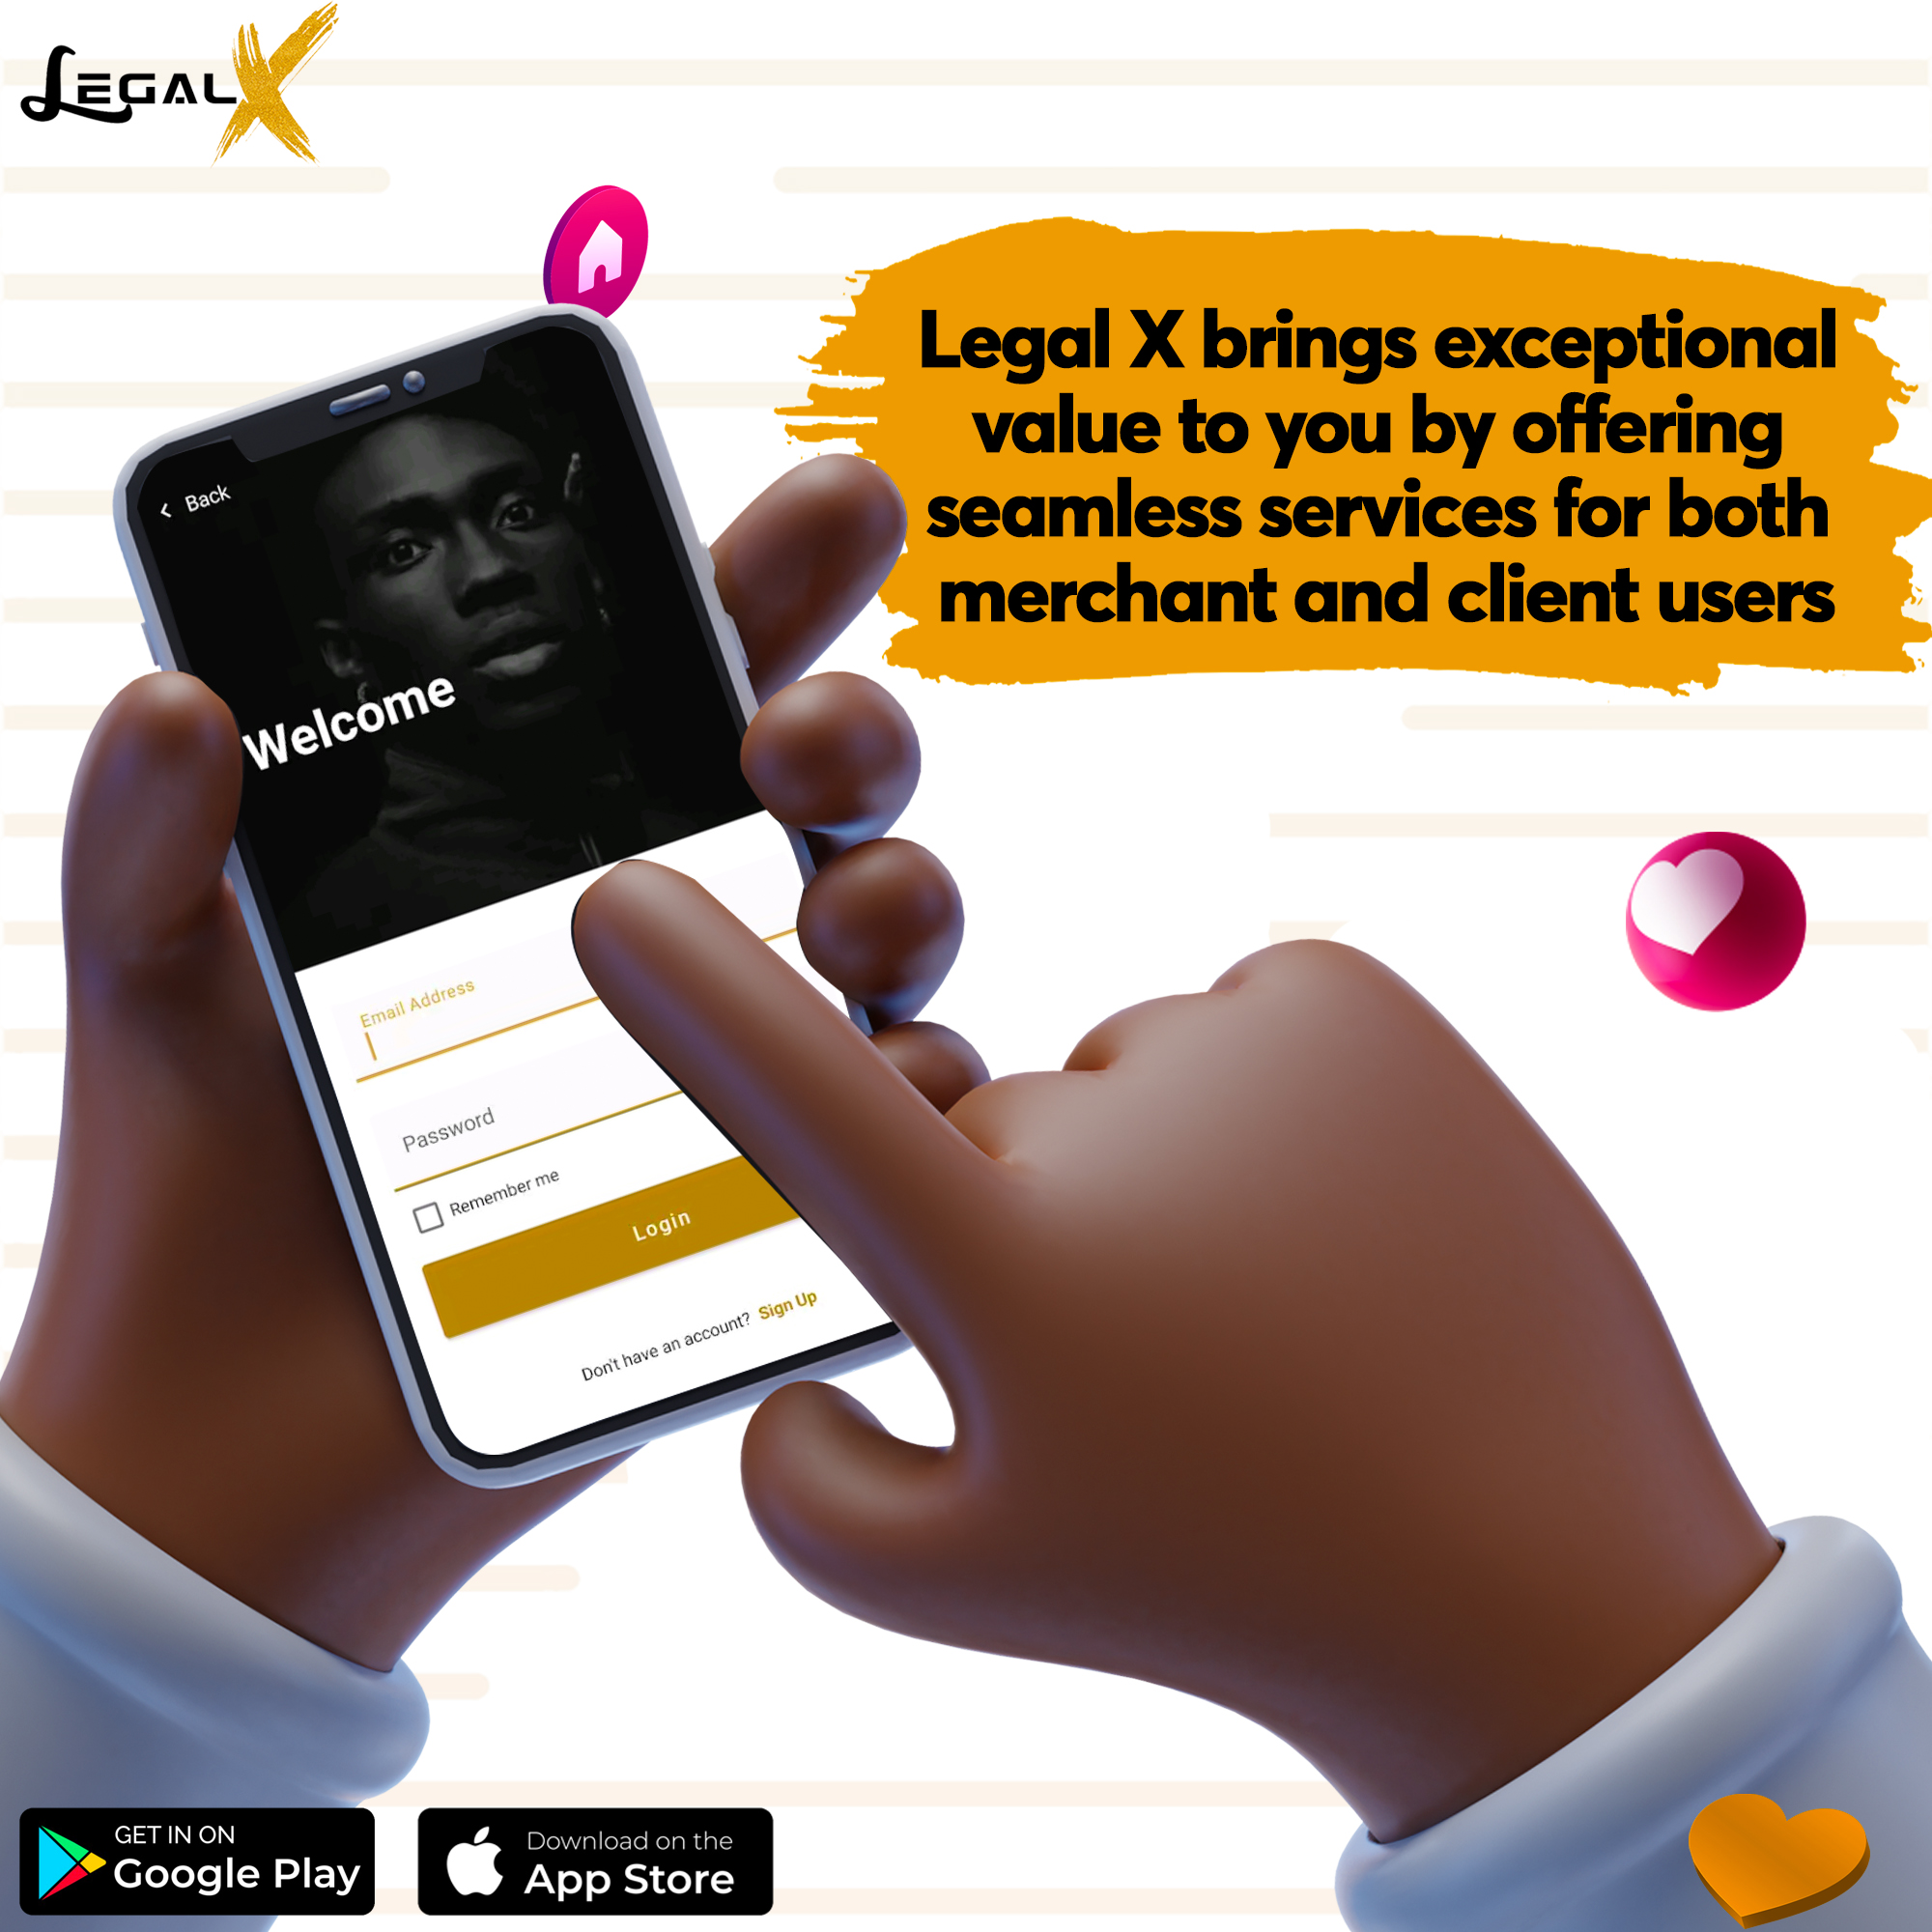 LEGAL X
Legal X brings exceptional
value to you by offering
seamless services for both
merchant and client users
< Back
Welcome
Email Address
Password
Remember me
Login
Don't have an account? Sign Up
GET IN ON
Google Play
Download on the
App Store